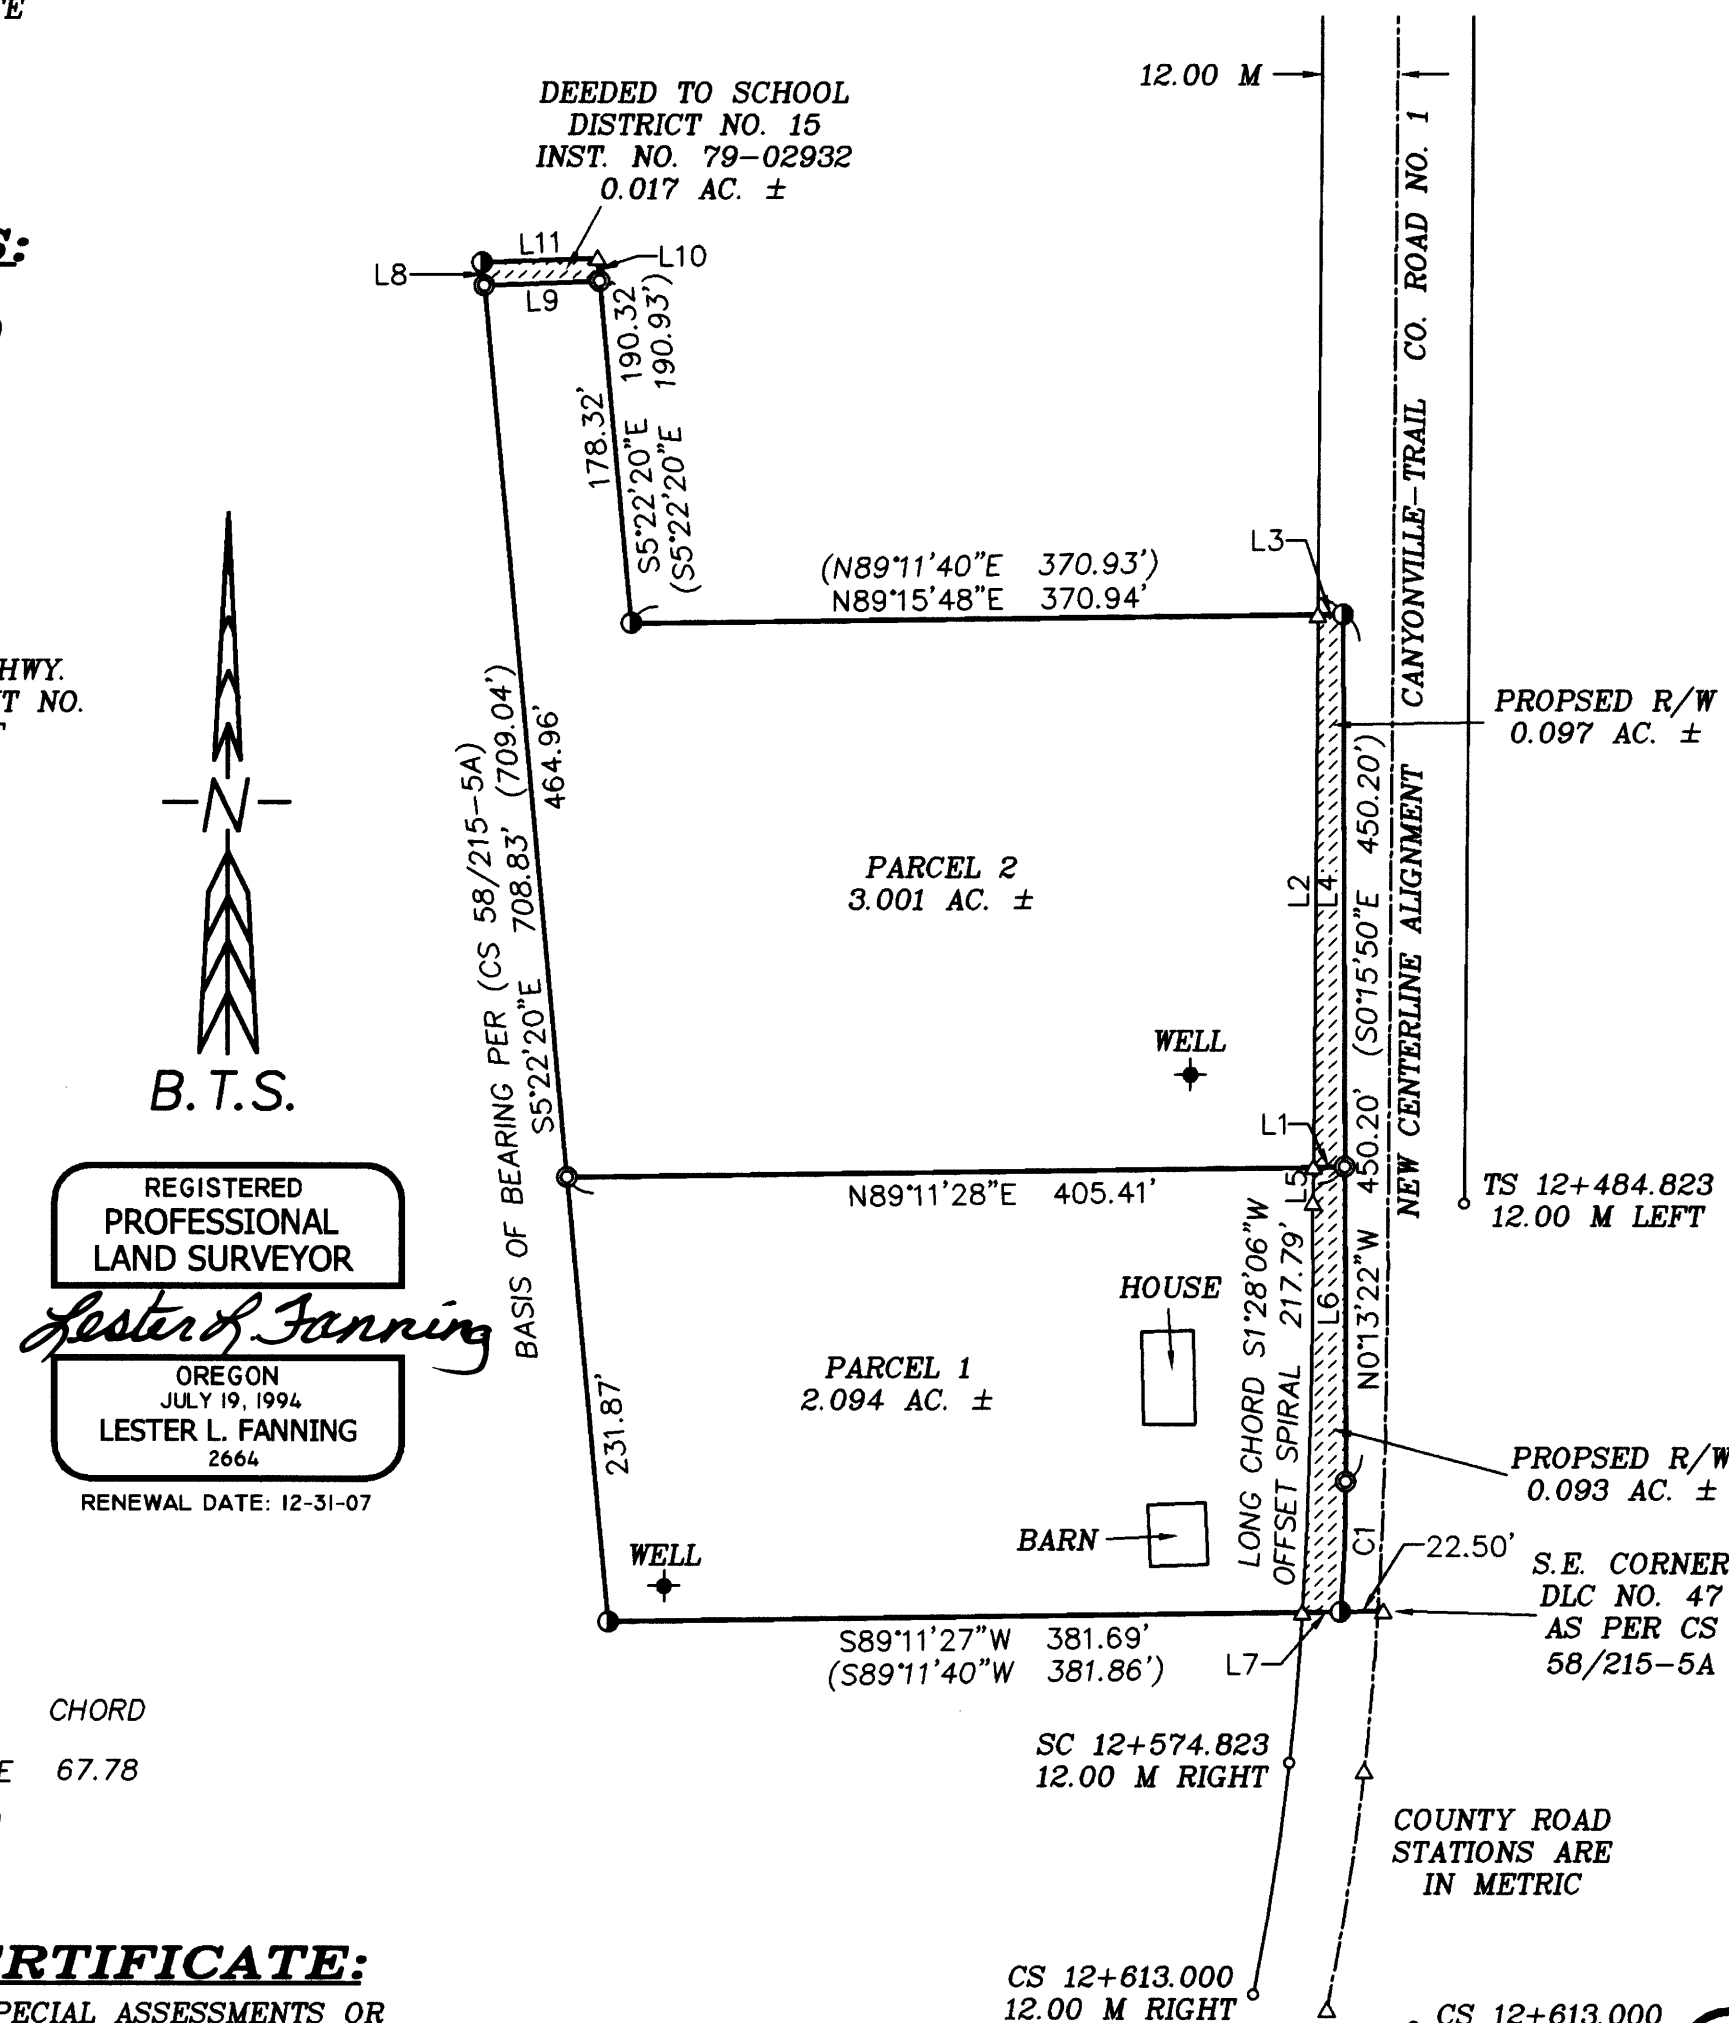 TE
12.00 M
DEEDED TO SCHOOL
DISTRICT NO. 15
INST. NO. 79-02932
0.017 AC. ±
S:
)
L11
L10
L8
L9
190.32'
(S5°22'20"E 190.93')
178.32'
S5°22'20"E
CANYONVILLE-TRAIL CO. ROAD NO. 1
L3
(N89°11'40"E 370.93')
N89°15'48"E 370.94'
HWY.
T NO.
PROPSED R/W
0.097 AC. ±
N
B.T.S.
BASIS OF BEARING PER (CS 58/215-5A)
S5°22'20"E 708.83' (709.04')
464.96'
PARCEL 2
3.001 AC. ±
L2
L4
N0°13'22"W 450.20' (S0°15'50"E 450.20')
NEW CENTERLINE ALIGNMENT
WELL
L1
N89°11'28"E 405.41'
L5
TS 12+484.823
12.00 M LEFT
REGISTERED
PROFESSIONAL
LAND SURVEYOR
Lester L. Fanning
OREGON
JULY 19, 1994
LESTER L. FANNING
2664
RENEWAL DATE: 12-31-07
HOUSE
LONG CHORD S1°28'06"W
OFFSET SPIRAL 217.79'
L6
PARCEL 1
2.094 AC. ±
231.87'
PROPSED R/W
0.093 AC. ±
BARN
WELL
C1
22.50'
S.E. CORNER
DLC NO. 47
AS PER CS
58/215-5A
S89°11'27"W 381.69'
(S89°11'40"W 381.86')
L7
CHORD
E 67.78
SC 12+574.823
12.00 M RIGHT
COUNTY ROAD
STATIONS ARE
IN METRIC
ERTIFICATE:
PECIAL ASSESSMENTS OR
CS 12+613.000
12.00 M RIGHT
CS 12+613.000